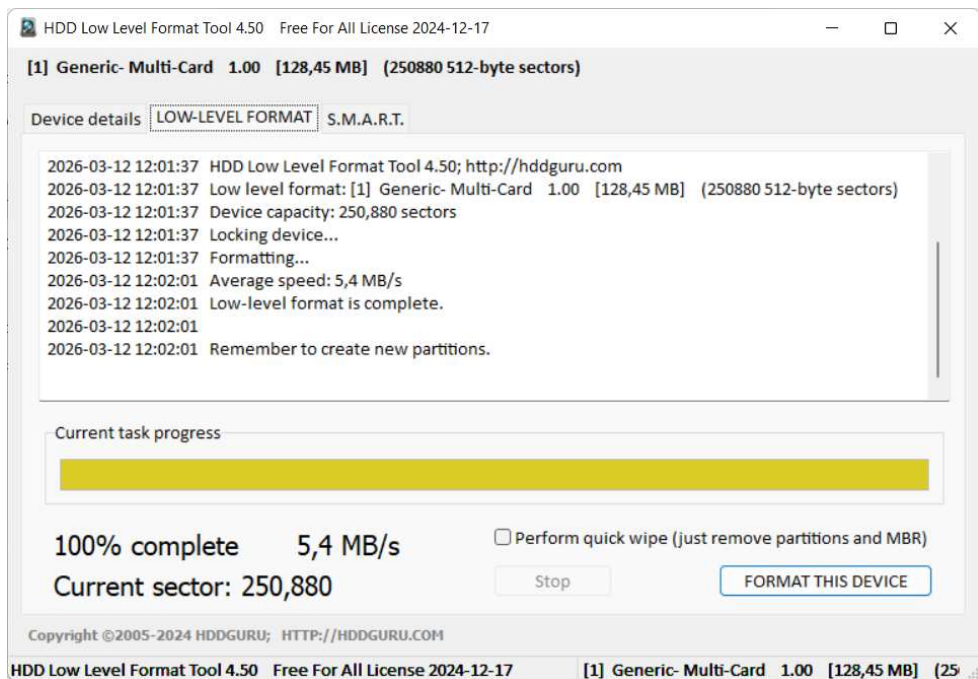 HDD Low Level Format Tool 4.50   Free For All License 2024-12-17
[1]  Generic- Multi-Card   1.00   [128,45 MB]   (250880 512-byte sectors)
Device details   LOW-LEVEL FORMAT   S.M.A.R.T.
2026-03-12 12:01:37  HDD Low Level Format Tool 4.50; http://hddguru.com
2026-03-12 12:01:37  Low level format: [1]  Generic- Multi-Card   1.00   [128,45 MB]   (250880 512-byte sectors)
2026-03-12 12:01:37  Device capacity: 250,880 sectors
2026-03-12 12:01:37  Locking device...
2026-03-12 12:01:37  Formatting...
2026-03-12 12:02:01  Average speed: 5,4 MB/s
2026-03-12 12:02:01  Low-level format is complete.
2026-03-12 12:02:01
2026-03-12 12:02:01  Remember to create new partitions.
Current task progress
100% complete   5,4 MB/s   Perform quick wipe (just remove partitions and MBR)
Current sector: 250,880   Stop   FORMAT THIS DEVICE
Copyright ©2005-2024 HDDGURU;  HTTP://HDDGURU.COM
HDD Low Level Format Tool 4.50   Free For All License 2024-12-17   [1]  Generic- Multi-Card   1.00   [128,45 MB]   (25